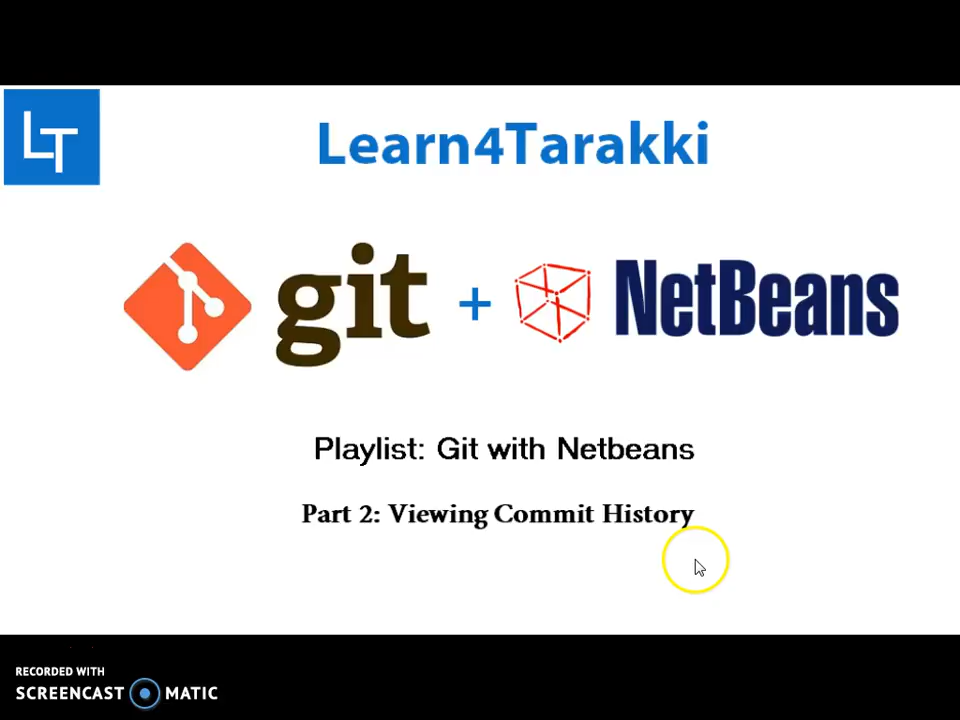 LT
Learn4Tarakki
git + NetBeans
Playlist: Git with Netbeans
Part 2: Viewing Commit History
RECORDED WITH
SCREENCAST MATIC